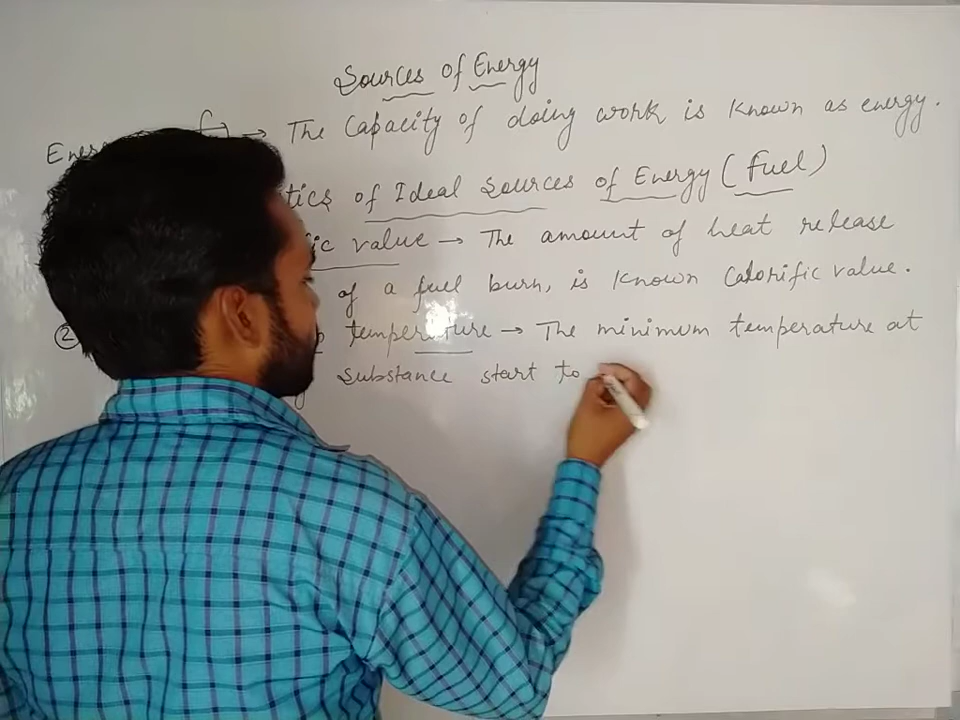 Sources of Energy
→ The Capacity of doing work is known as energy.
of Ideal Sources of Energy (fuel)
value → The amount of heat release
of a fuel burn, is known Calorific value.
② temperature → The minimum temperature at
substance start to